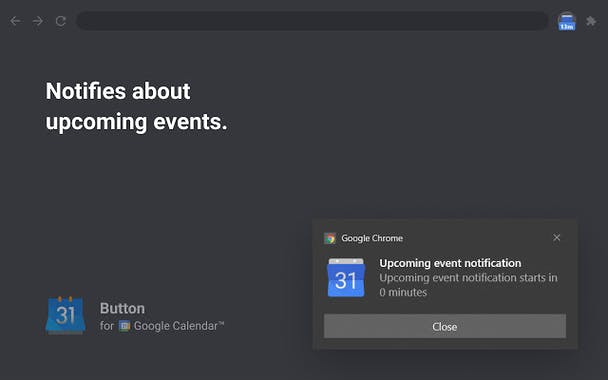 13m
Notifies about
upcoming events.
Google Chrome
31
Upcoming event notification
Upcoming event notification starts in
0 minutes
Close
31
Button
for Google Calendar™